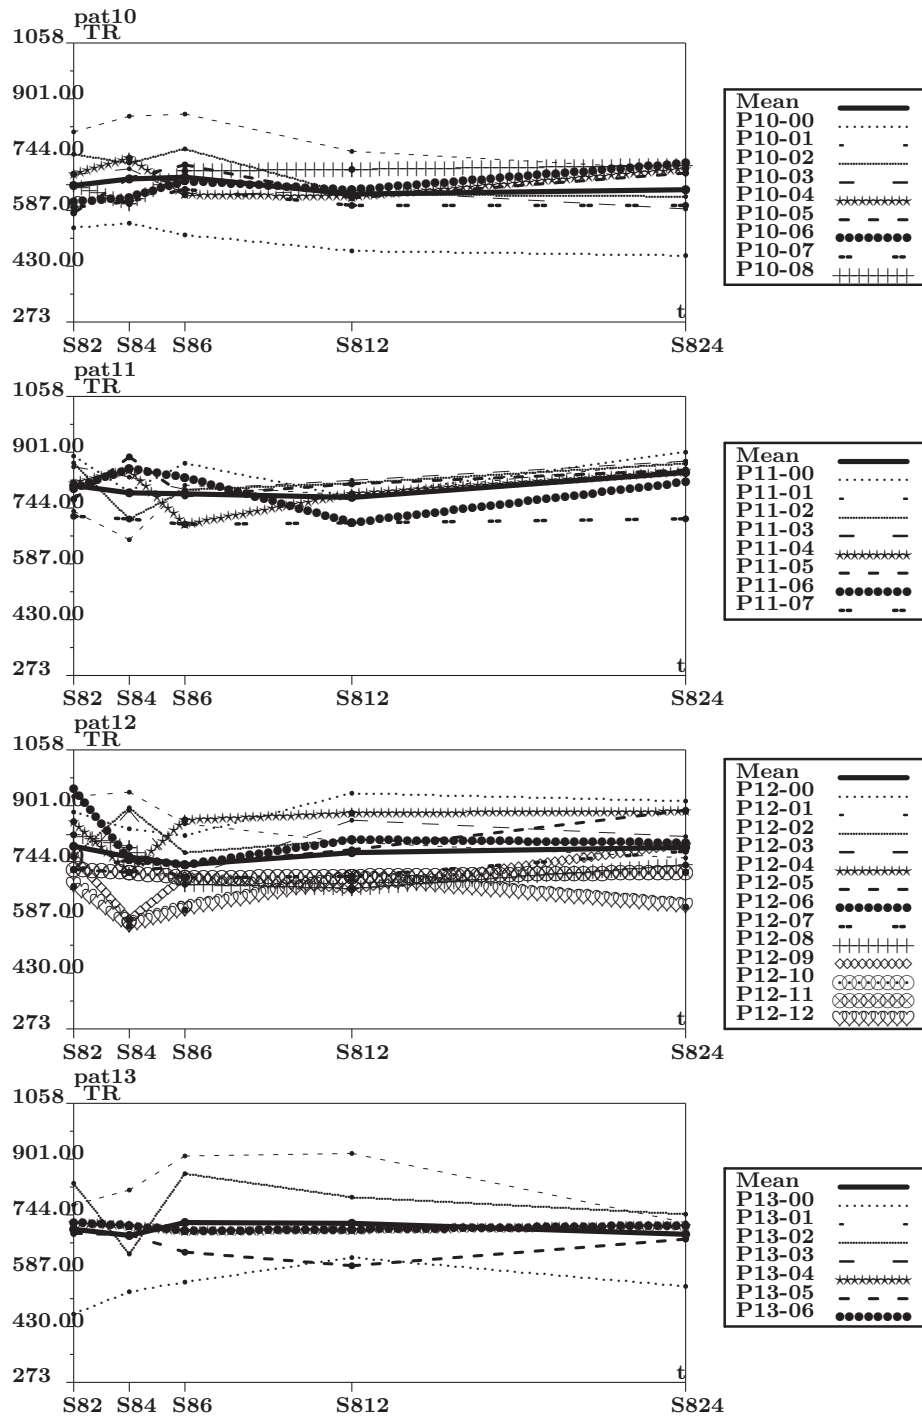 pat10
TR
1058
901.00
744.00
587.00
430.00
273
t
S82 S84 S86 S812 S824
Mean
P10-00
P10-01
P10-02
P10-03
P10-04
P10-05
P10-06
P10-07
P10-08
pat11
TR
1058
901.00
744.00
587.00
430.00
273
t
S82 S84 S86 S812 S824
Mean
P11-00
P11-01
P11-02
P11-03
P11-04
P11-05
P11-06
P11-07
pat12
TR
1058
901.00
744.00
587.00
430.00
273
t
S82 S84 S86 S812 S824
Mean
P12-00
P12-01
P12-02
P12-03
P12-04
P12-05
P12-06
P12-07
P12-08
P12-09
P12-10
P12-11
P12-12
pat13
TR
1058
901.00
744.00
587.00
430.00
273
t
S82 S84 S86 S812 S824
Mean
P13-00
P13-01
P13-02
P13-03
P13-04
P13-05
P13-06